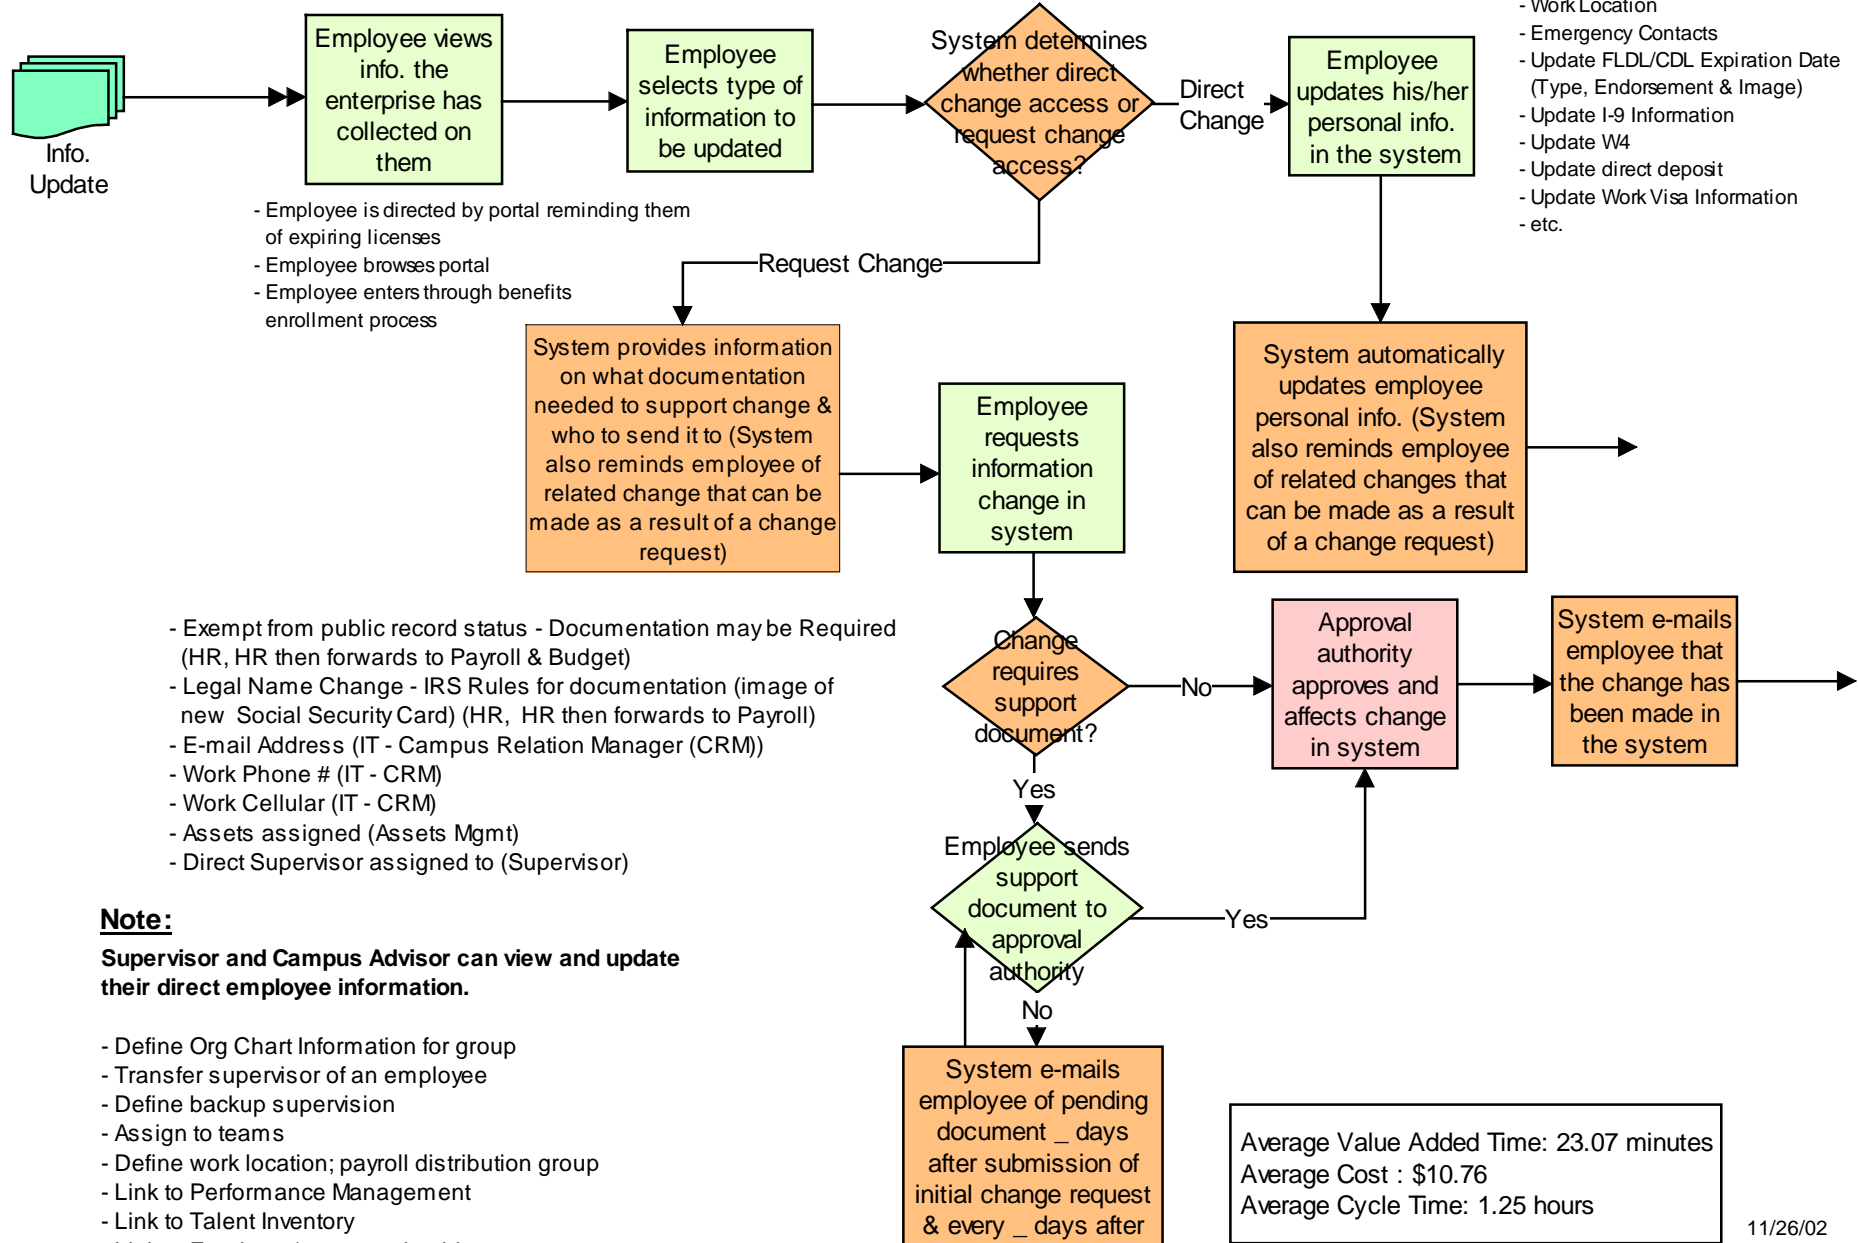 Info.
Update
Employee views
info. the
enterprise has
collected on
them
Employee
selects type of
information to
be updated
System determines
whether direct
change access or
request change
access?
Direct
Change
Employee
updates his/her
personal info.
in the system
- Work Location
- Emergency Contacts
- Update FLDL/CDL Expiration Date
(Type, Endorsement & Image)
- Update I-9 Information
- Update W4
- Update direct deposit
- Update Work Visa Information
- etc.
- Employee is directed by portal reminding them
of expiring licenses
- Employee browses portal
- Employee enters through benefits
enrollment process
Request Change
System provides information
on what documentation
needed to support change &
who to send it to (System
also reminds employee of
related change that can be
made as a result of a change
request)
Employee
requests
information
change in
system
System automatically
updates employee
personal info. (System
also reminds employee
of related changes that
can be made as a result
of a change request)
- Exempt from public record status - Documentation may be Required
(HR, HR then forwards to Payroll & Budget)
- Legal Name Change - IRS Rules for documentation (image of
new Social Security Card) (HR, HR then forwards to Payroll)
- E-mail Address (IT - Campus Relation Manager (CRM))
- Work Phone # (IT - CRM)
- Work Cellular (IT - CRM)
- Assets assigned (Assets Mgmt)
- Direct Supervisor assigned to (Supervisor)
Change
requires
support
document?
No
Approval
authority
approves and
affects change
in system
System e-mails
employee that
the change has
been made in
the system
Yes
Employee sends
support
document to
approval
authority
Yes
No
System e-mails
employee of pending
document _ days
after submission of
initial change request
& every _ days after
Note:
Supervisor and Campus Advisor can view and update
their direct employee information.
- Define Org Chart Information for group
- Transfer supervisor of an employee
- Define backup supervision
- Assign to teams
- Define work location; payroll distribution group
- Link to Performance Management
- Link to Talent Inventory
Average Value Added Time: 23.07 minutes
Average Cost : $10.76
Average Cycle Time: 1.25 hours
11/26/02